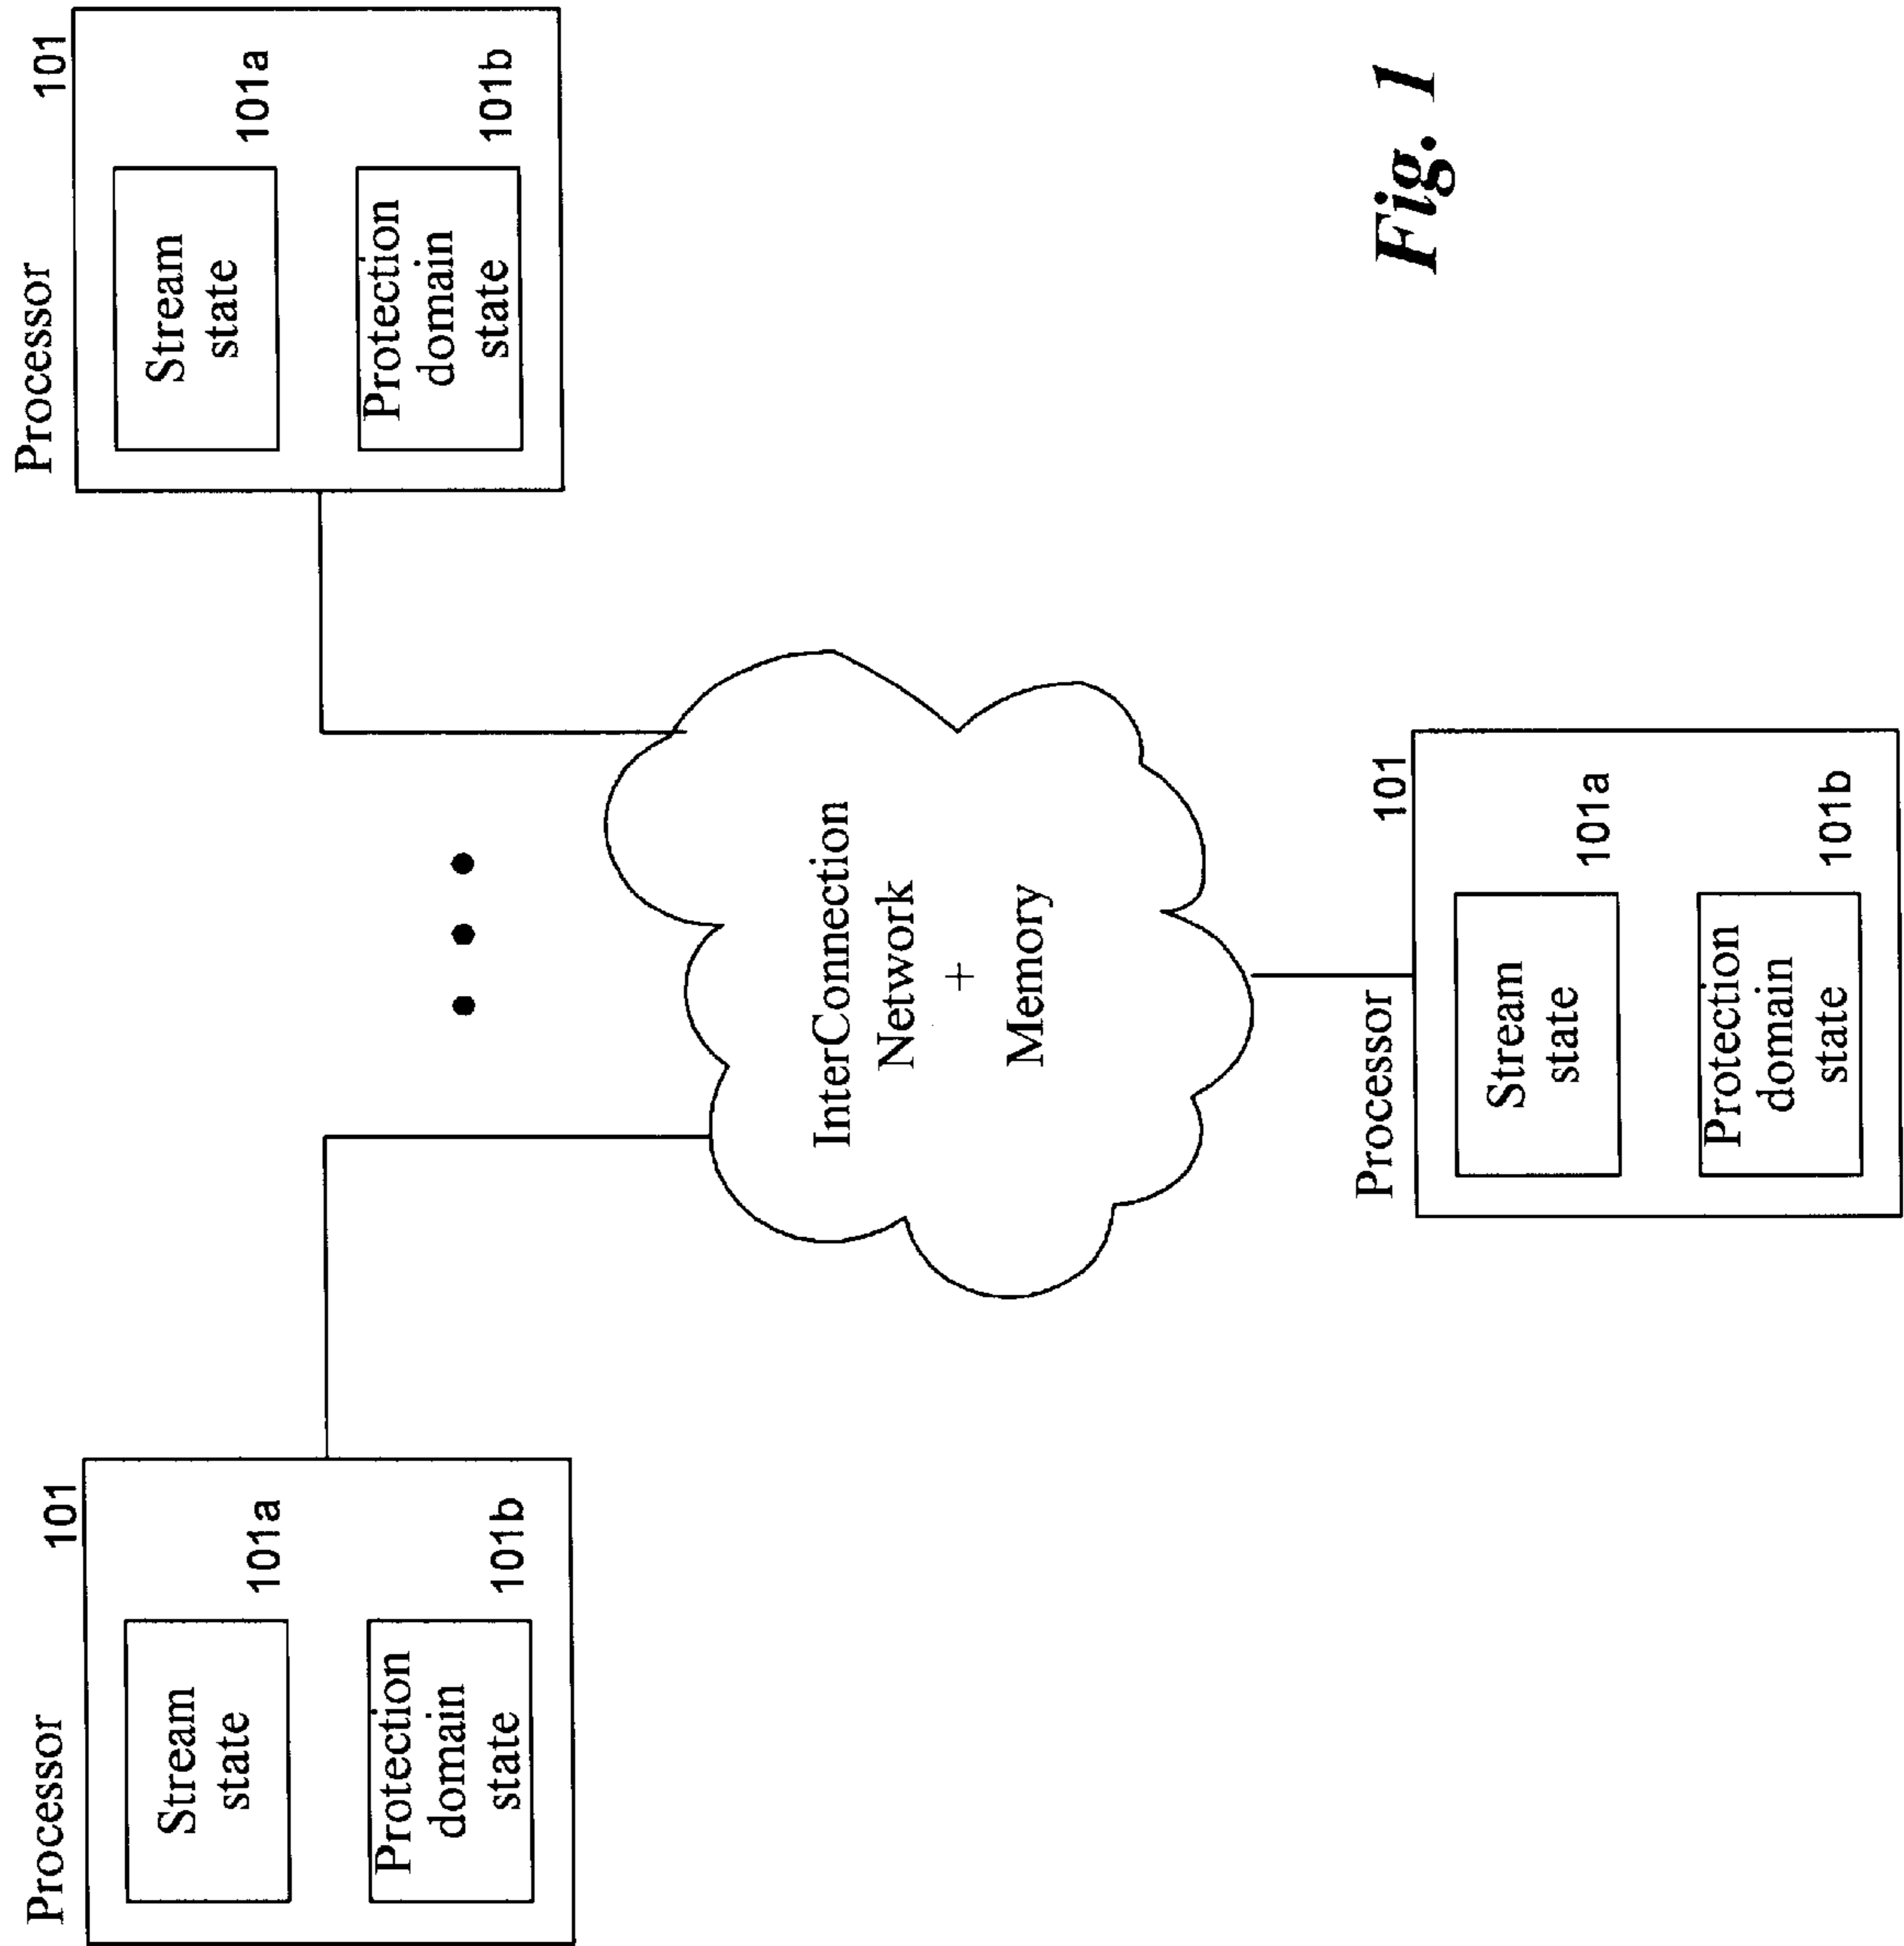 Processor
101
Stream
state
101a
Protection
domain
state
101b
Processor
101
Stream
state
101a
Protection
domain
state
101b
InterConnection
Network
+
Memory
Processor
101
Stream
state
101a
Protection
domain
state
101b
Fig. 1